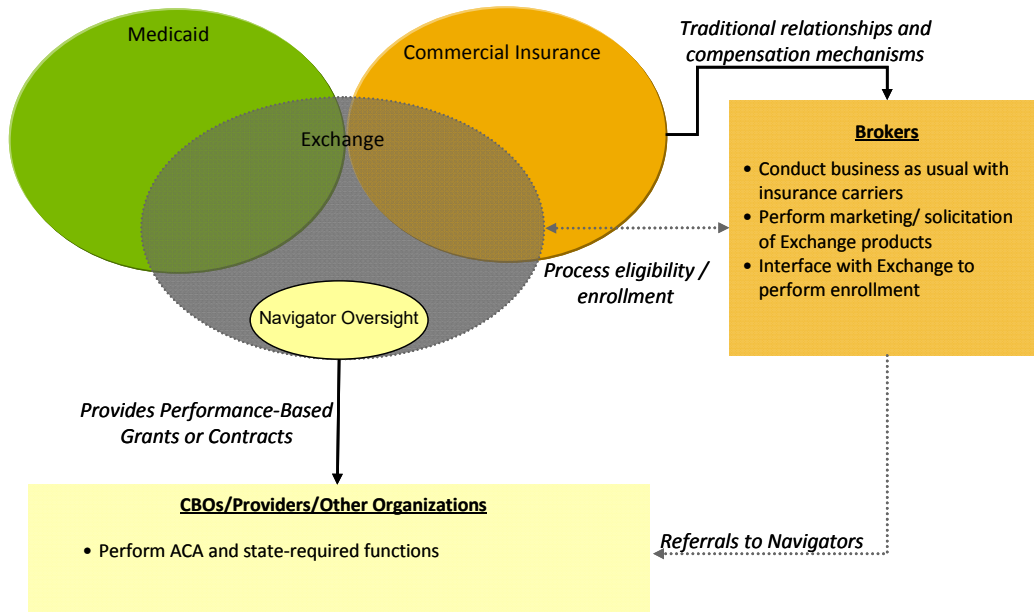 Medicaid
Commercial Insurance
Exchange
Navigator Oversight
Traditional relationships and
compensation mechanisms
Brokers
• Conduct business as usual with
insurance carriers
• Perform marketing/ solicitation
of Exchange products
• Interface with Exchange to
perform enrollment
Process eligibility /
enrollment
Provides Performance-Based
Grants or Contracts
CBOs/Providers/Other Organizations
• Perform ACA and state-required functions
Referrals to Navigators